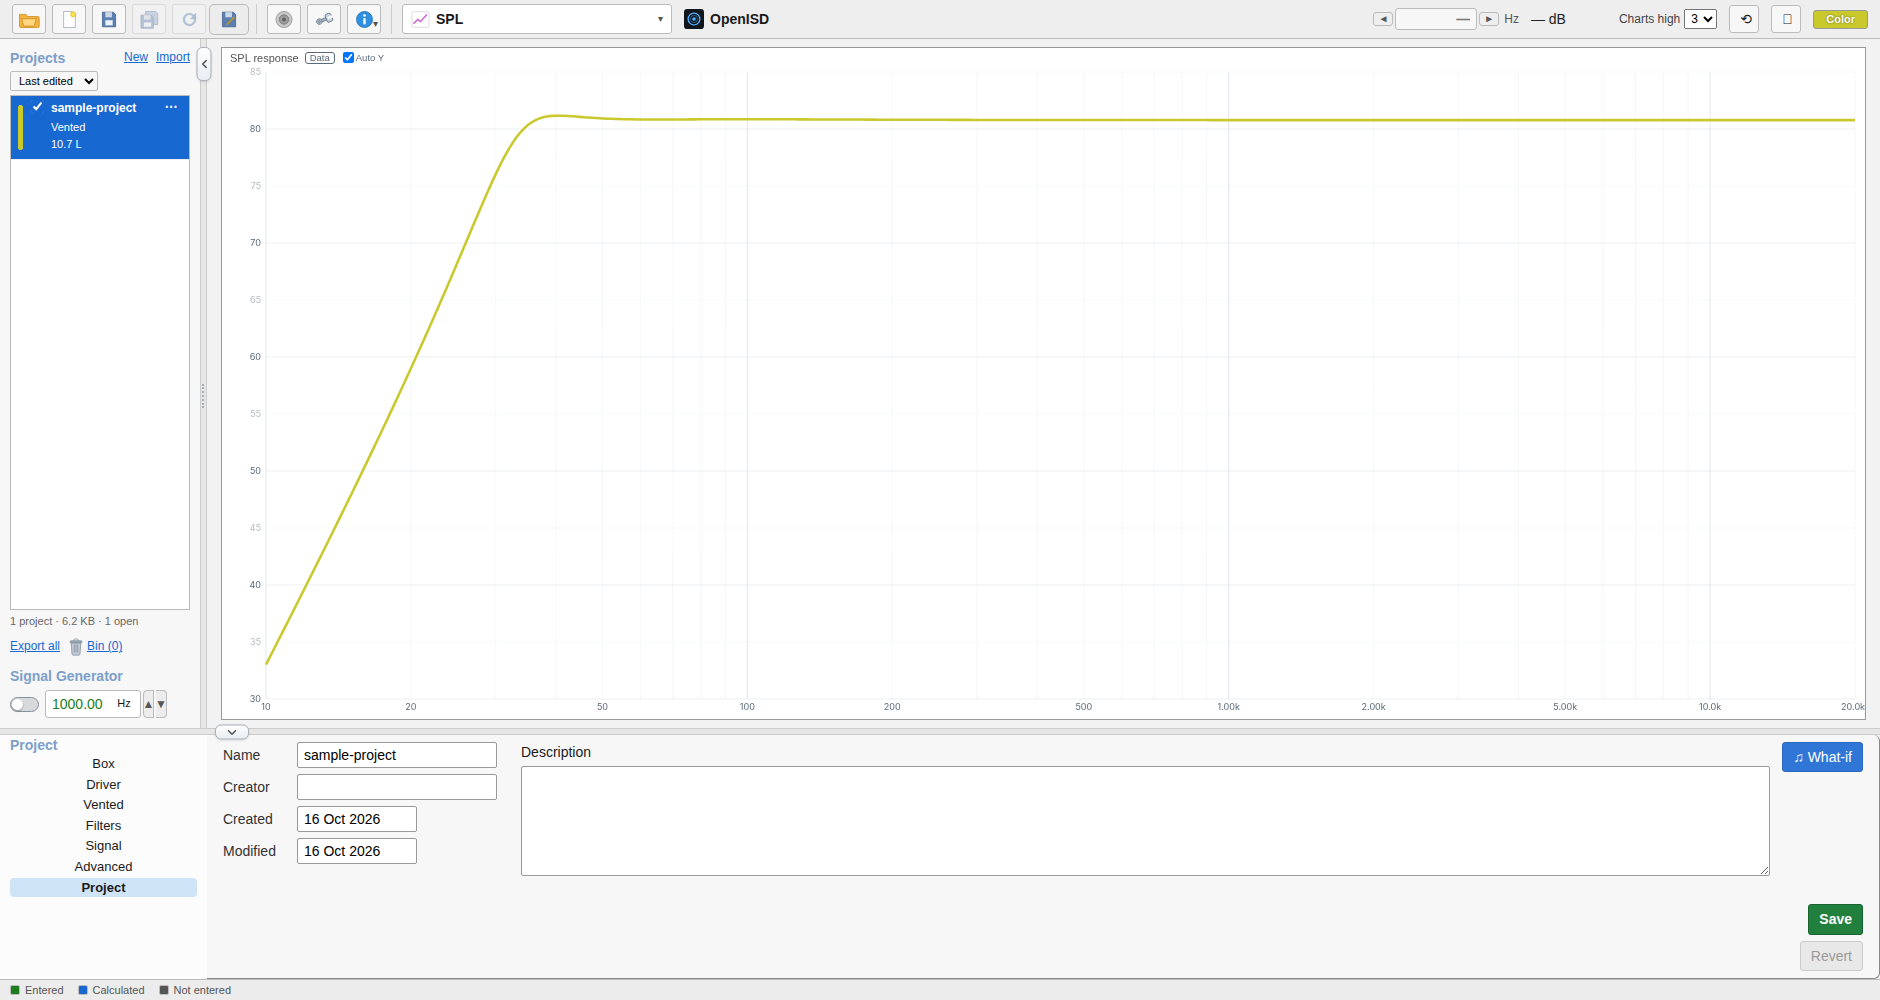 SPL
OpenISD
—
Hz
— dB
Charts high
3
Color
Projects
New
Import
Last edited
sample-project
Vented
10.7 L
1 project · 6.2 KB · 1 open
Export all
Bin (0)
Signal Generator
1000.00
Hz
SPL response
Data
Auto Y
85
80
75
70
65
60
55
50
45
40
35
30
10
20
50
100
200
500
1.00k
2.00k
5.00k
10.0k
20.0k
Project
Box
Driver
Vented
Filters
Signal
Advanced
Project
Name
sample-project
Creator
Created
16 Oct 2026
Modified
16 Oct 2026
Description
♫ What-if
Save
Revert
Entered
Calculated
Not entered